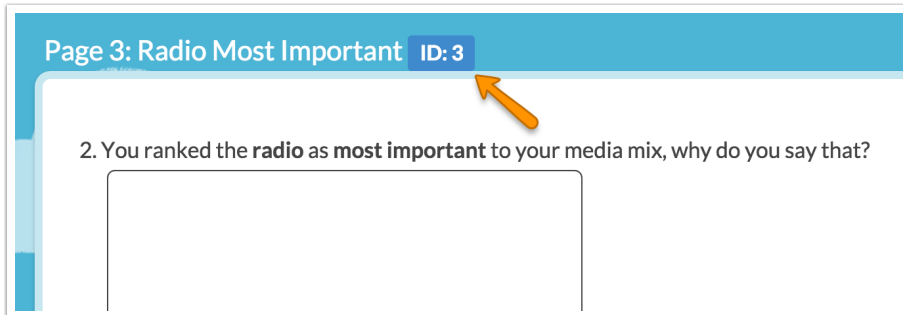 Page 3: Radio Most Important ID: 3
2. You ranked the radio as most important to your media mix, why do you say that?